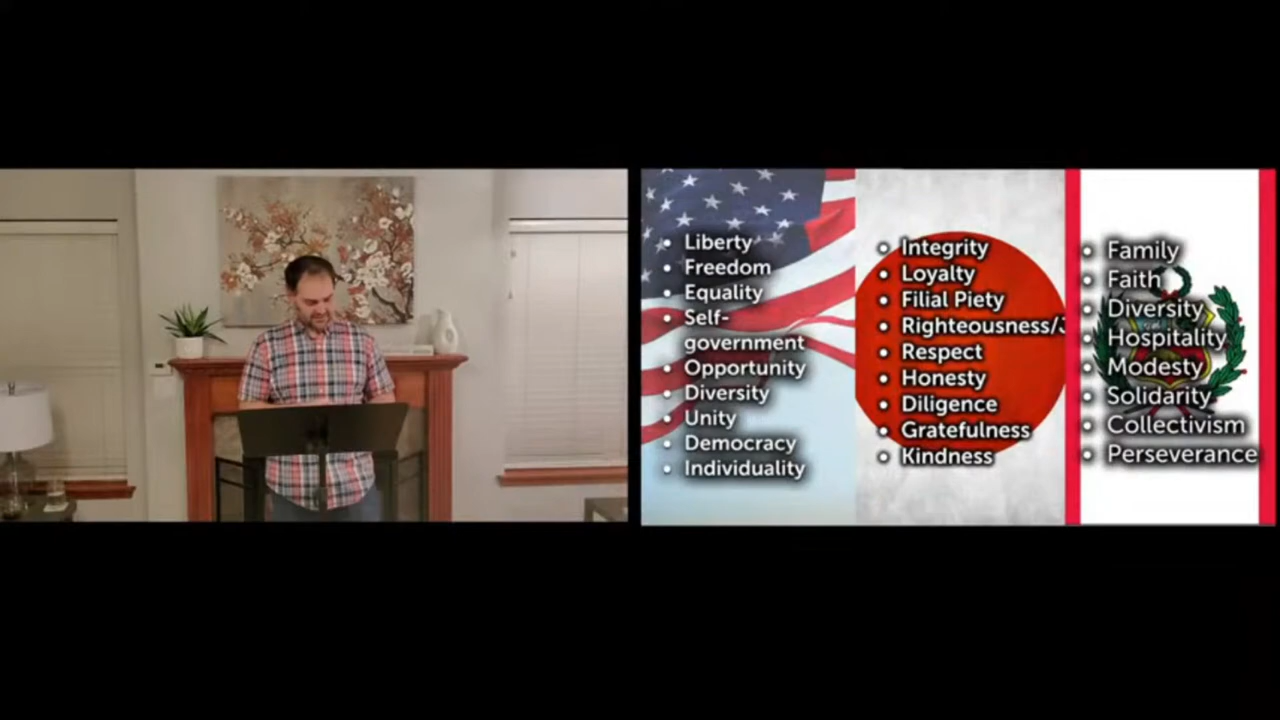 • Liberty
• Freedom
• Equality
• Self-
government
• Opportunity
• Diversity
• Unity
• Democracy
• Individuality
• Integrity
• Loyalty
• Filial Piety
• Righteousness/J
• Respect
• Honesty
• Diligence
• Gratefulness
• Kindness
• Family
• Faith
• Diversity
• Hospitality
• Modesty
• Solidarity
• Collectivism
• Perseverance